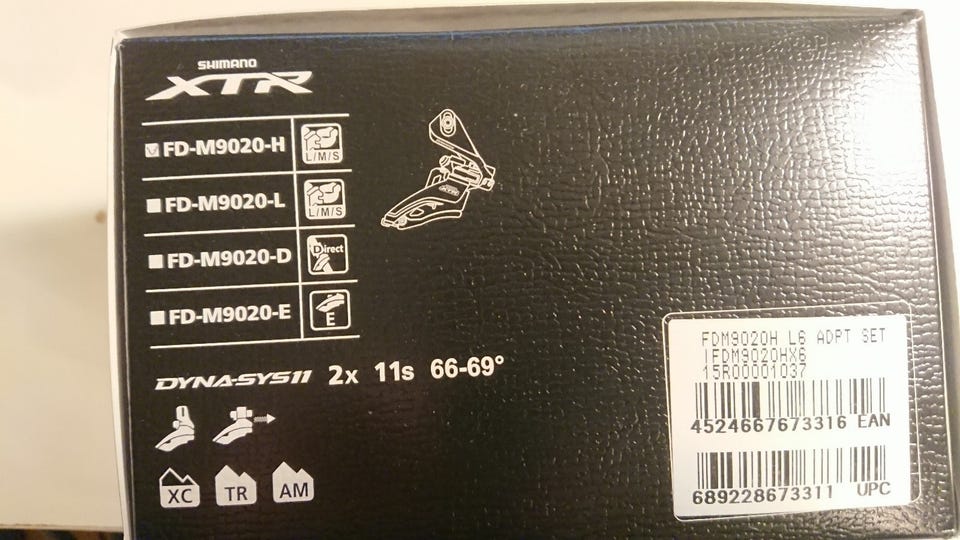 SHIMANO
XTR
FD-M9020-H
L/M/S
FD-M9020-L
L/M/S
FD-M9020-D
Direct
FD-M9020-E
E
DYNA-SYS11 2x 11s 66-69°
XTR
XC TR AM
FDM9020H L6 ADPT SET
IFDM9020HX6
15R00001037
4524667673316 EAN
689228673311 UPC